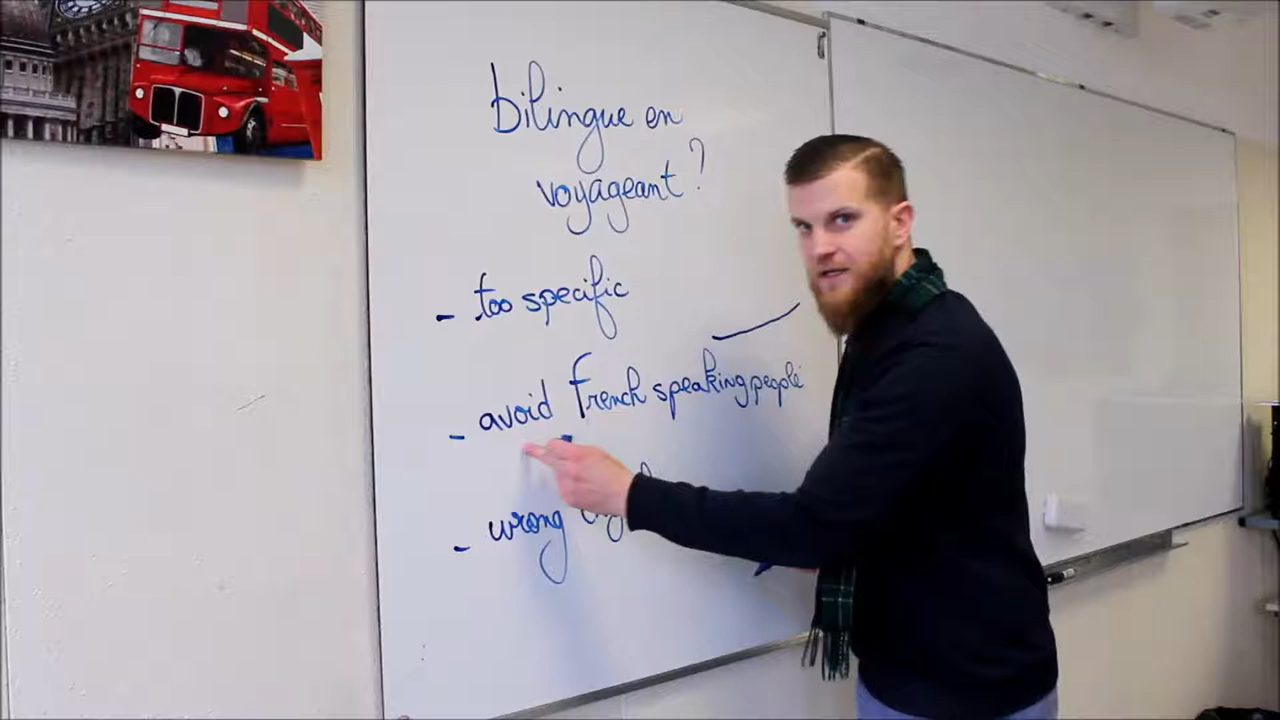 bilingue en
voyageant?
- too specific
- avoid French speaking people
- wrong